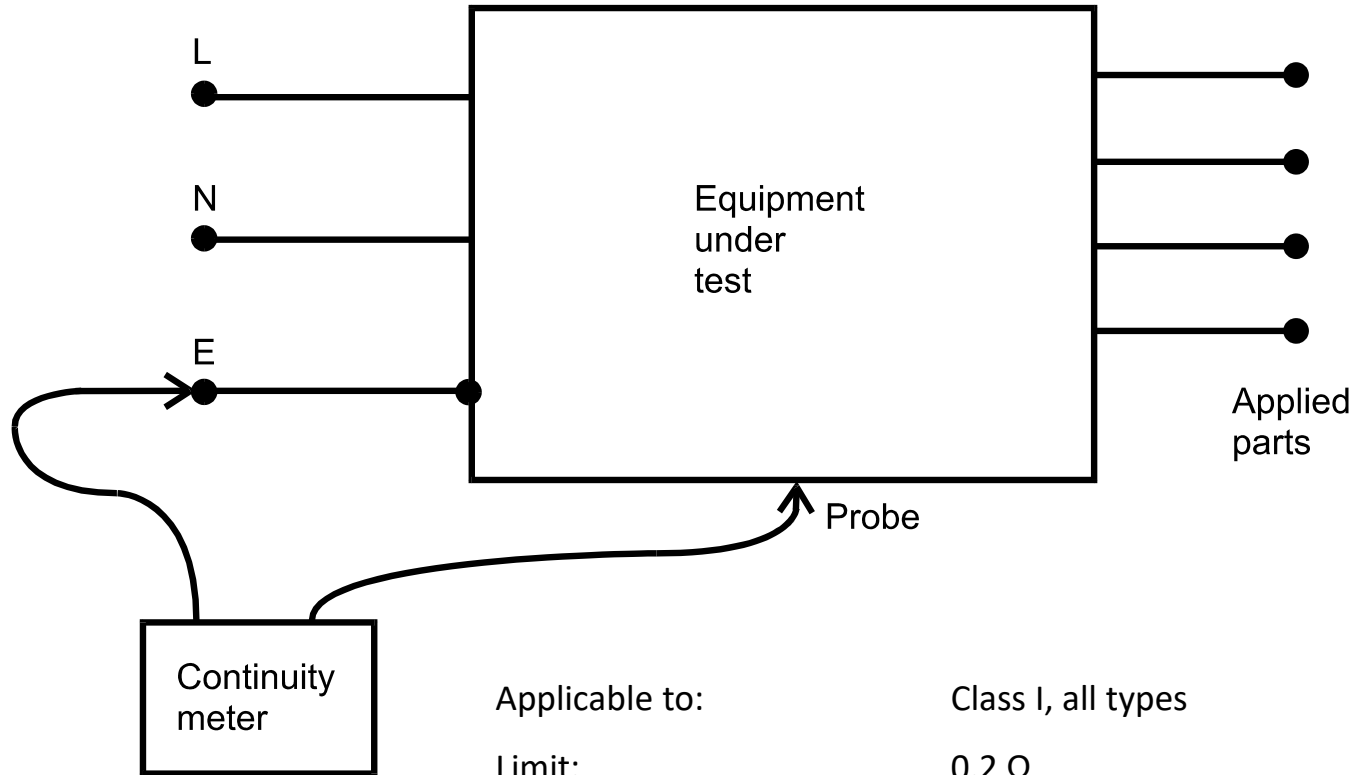 L
N
Equipment
under
test
E
Applied
parts
Probe
Continuity
meter
Applicable to: Class I, all types
Limit: 0.2 Ω